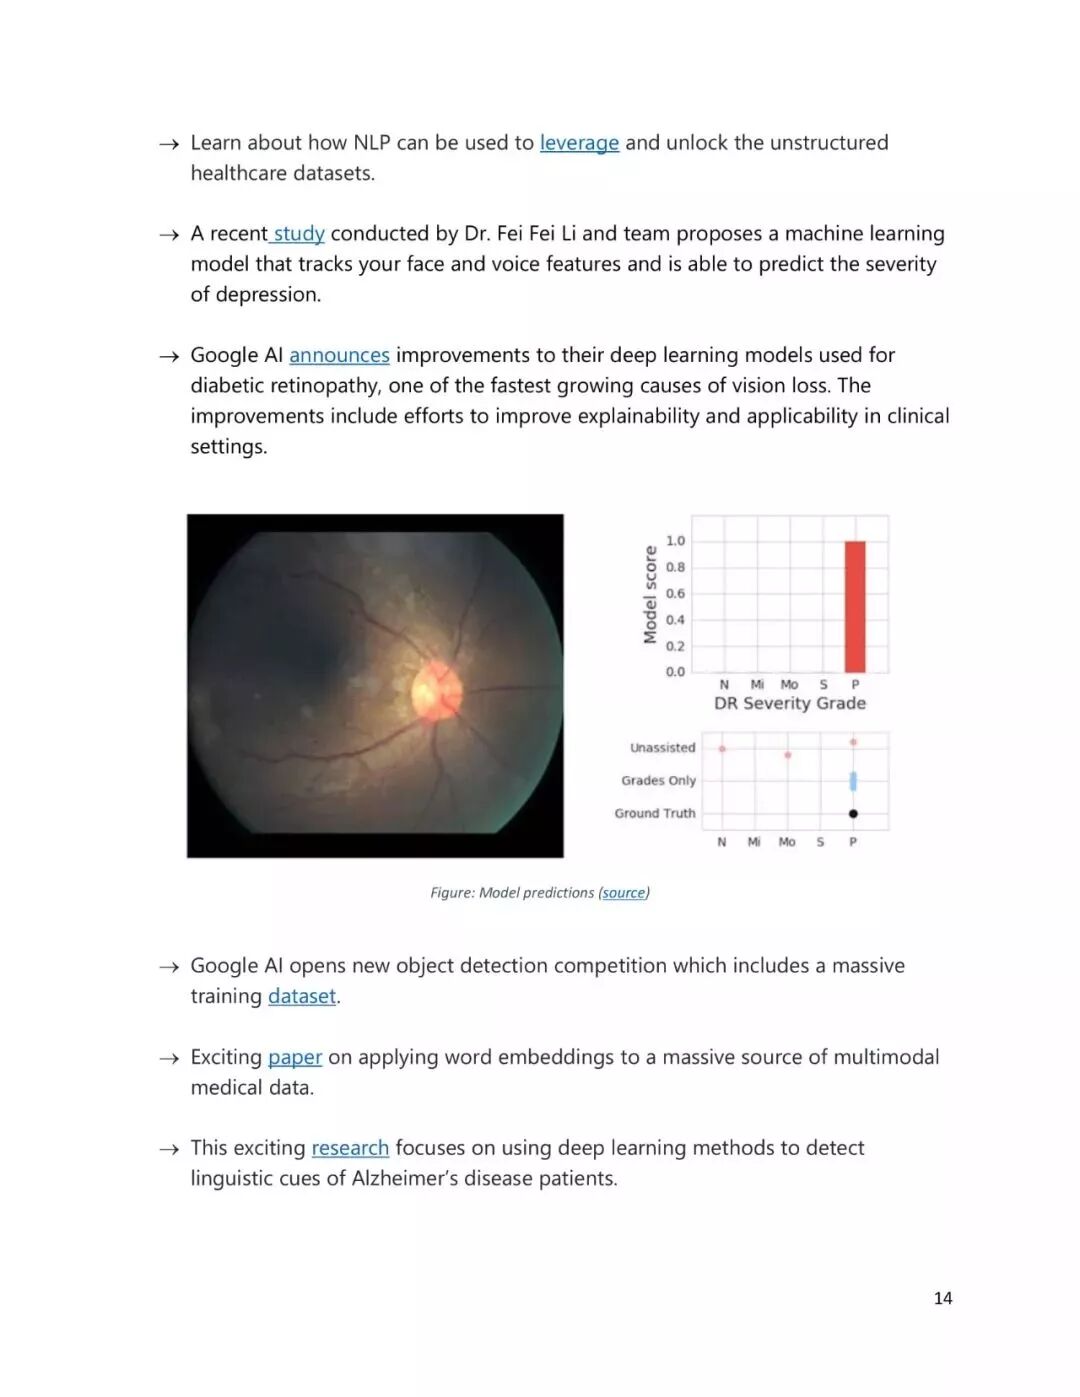 → Learn about how NLP can be used to leverage and unlock the unstructured
healthcare datasets.
→ A recent study conducted by Dr. Fei Fei Li and team proposes a machine learning
model that tracks your face and voice features and is able to predict the severity
of depression.
→ Google AI announces improvements to their deep learning models used for
diabetic retinopathy, one of the fastest growing causes of vision loss. The
improvements include efforts to improve explainability and applicability in clinical
settings.
Model score
1.0
0.8
0.6
0.4
0.2
0.0
N Mi Mo S P
DR Severity Grade
Unassisted
Grades Only
Ground Truth
N Mi Mo S P
Figure: Model predictions (source)
→ Google AI opens new object detection competition which includes a massive
training dataset.
→ Exciting paper on applying word embeddings to a massive source of multimodal
medical data.
→ This exciting research focuses on using deep learning methods to detect
linguistic cues of Alzheimer’s disease patients.
14